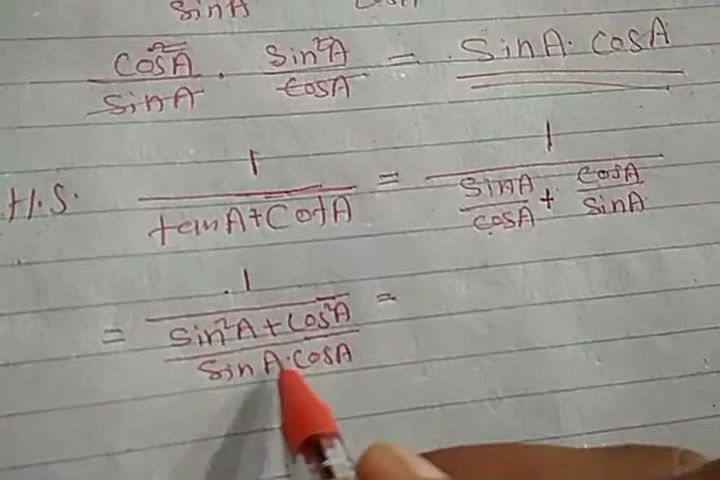 sinA
cos²A/sinA · sin²A/cosA = sinA · cosA
H.S. 1/(tanA + cotA) = 1/(sinA/cosA + cosA/sinA)
= 1/((sin²A + cos²A)/(sinA · cosA)) =